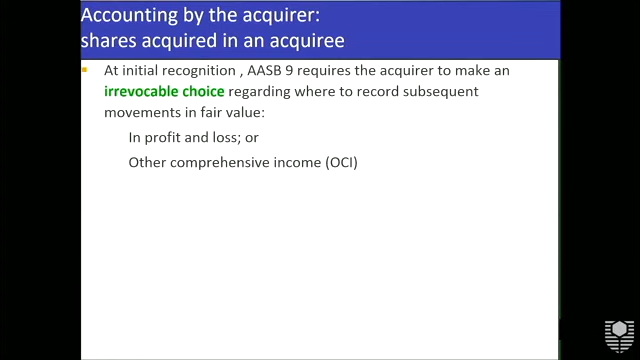 Accounting by the acquirer:
shares acquired in an acquiree
At initial recognition , AASB 9 requires the acquirer to make an
irrevocable choice regarding where to record subsequent
movements in fair value:
In profit and loss; or
Other comprehensive income (OCI)